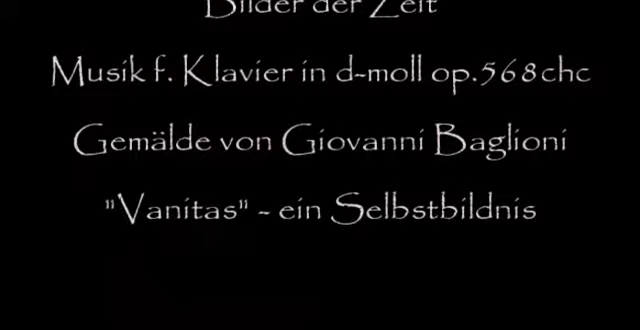 Bilder der Zeit
Musik f. Klavier in d-moll op.568chc
Gemälde von Giovanni Baglioni
"Vanitas" - ein Selbstbildnis